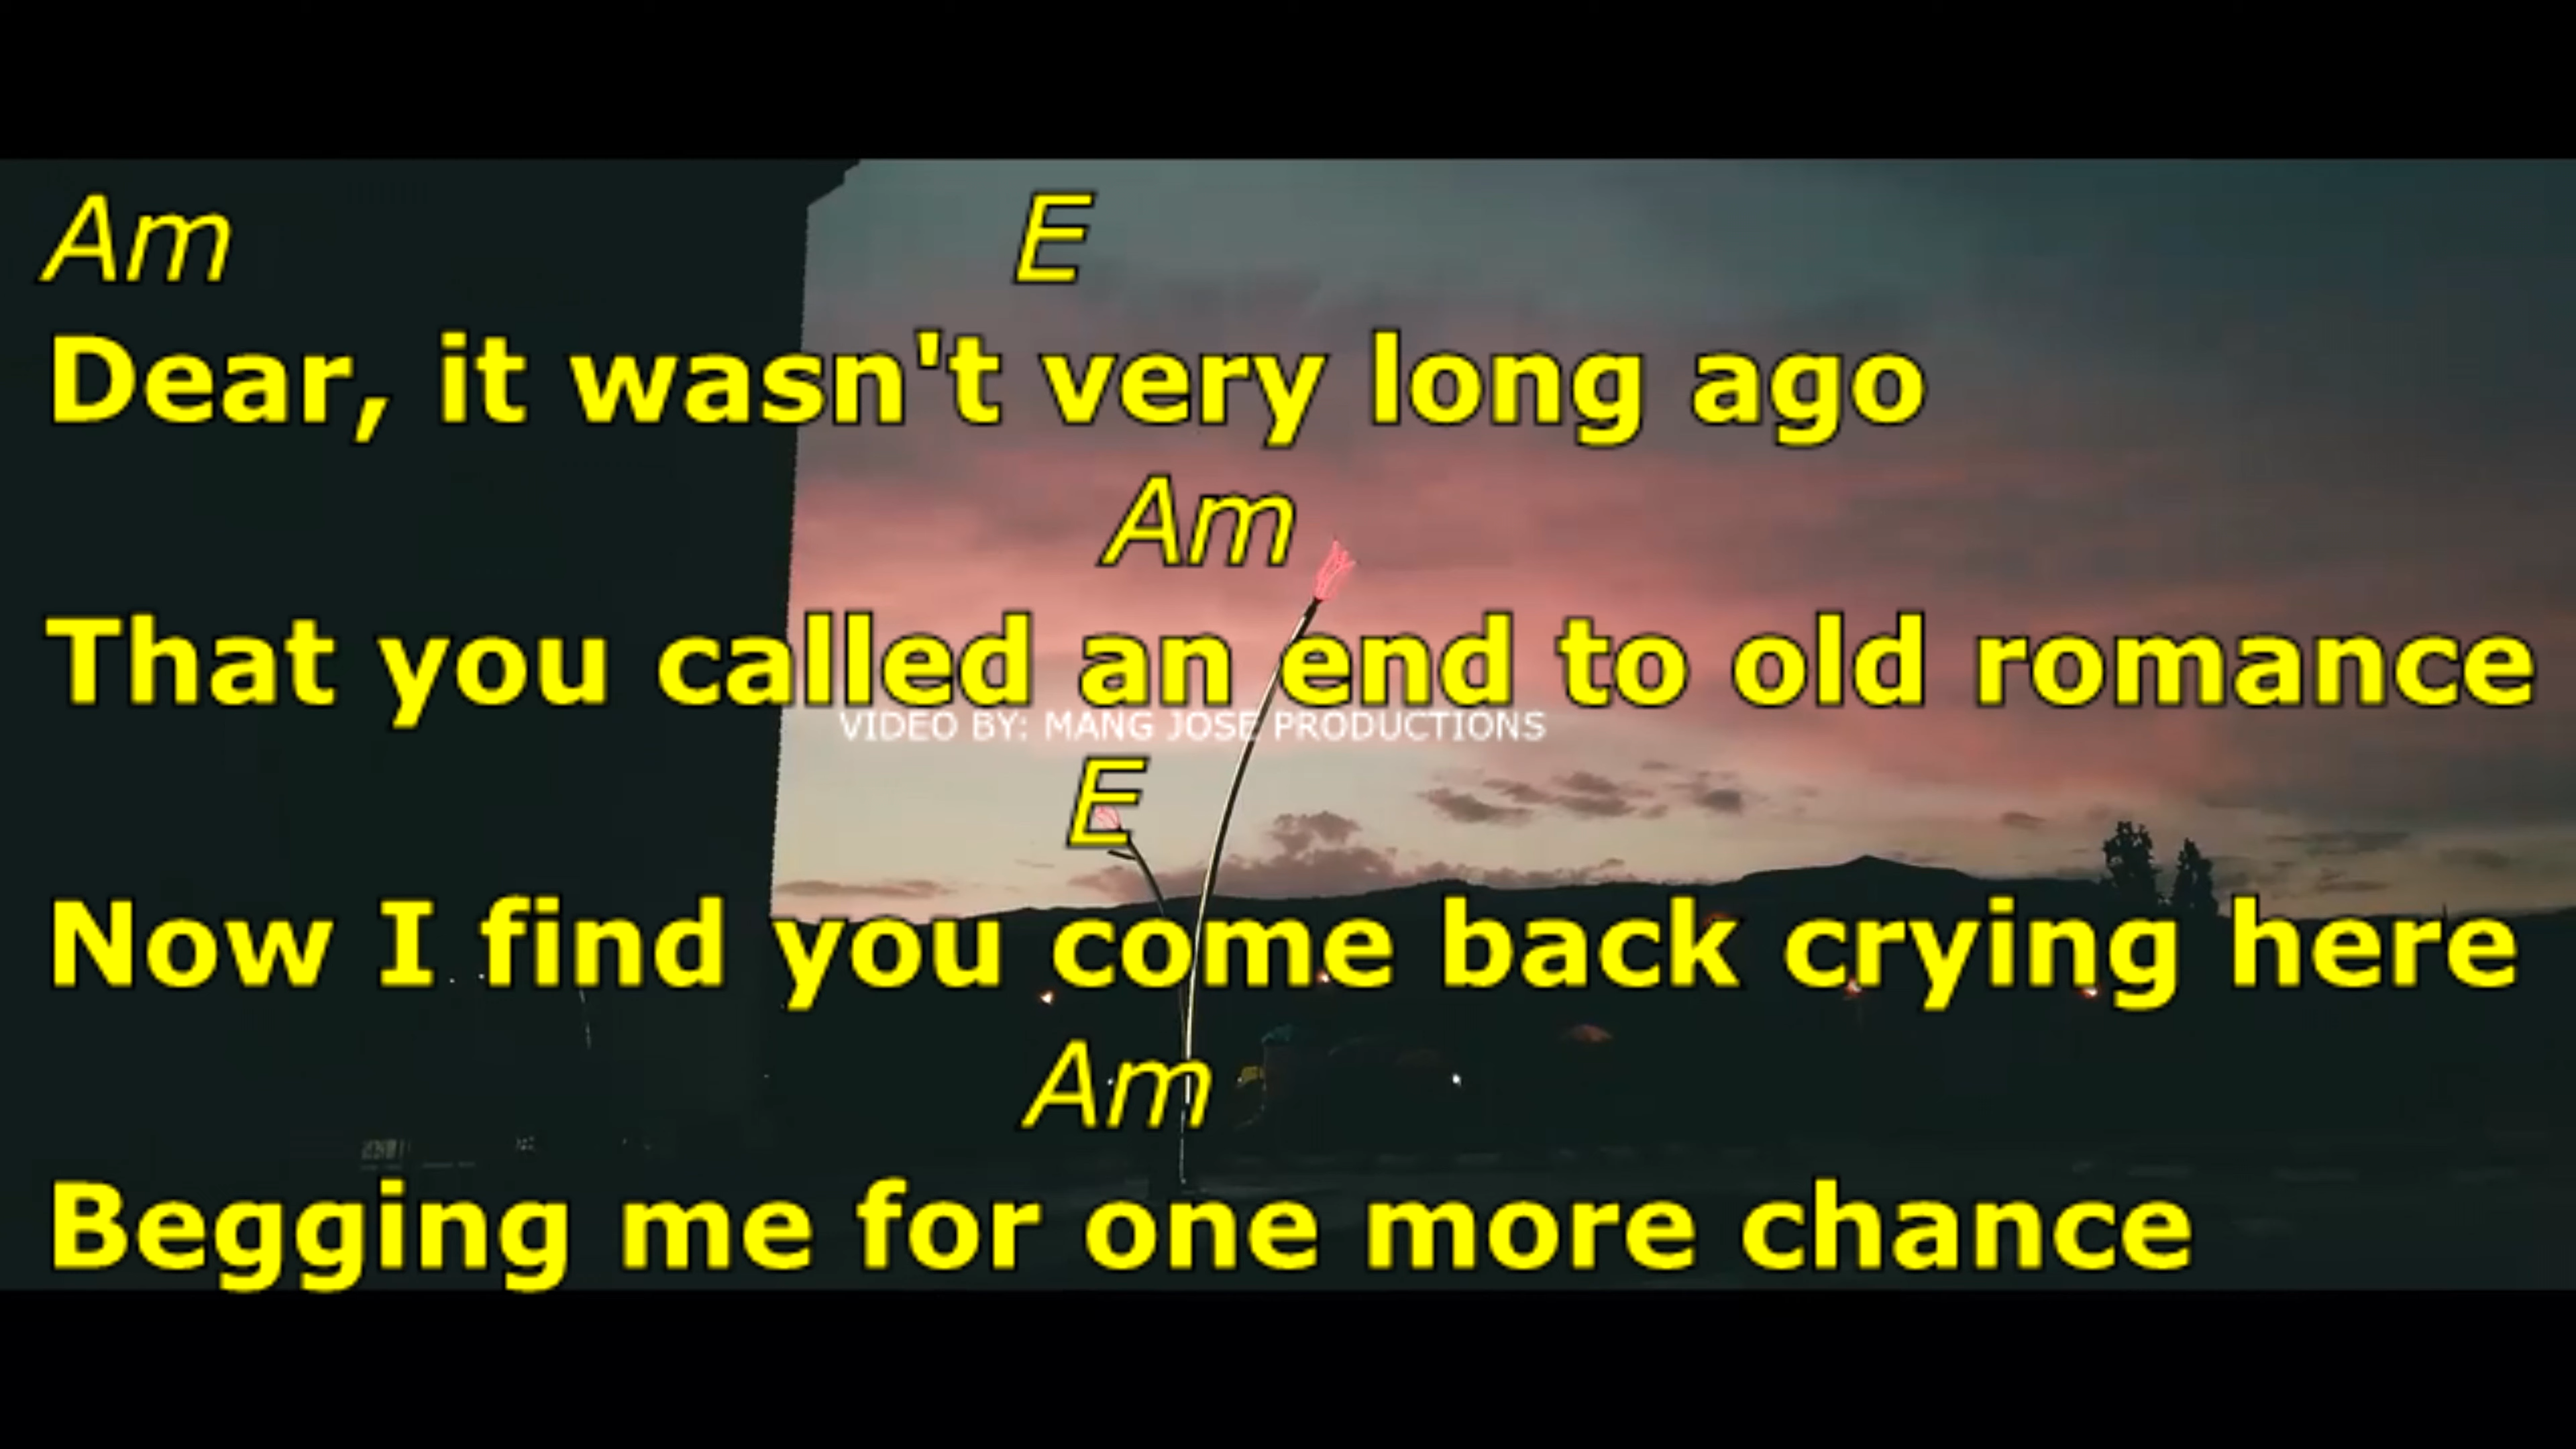 Am E
Dear, it wasn't very long ago
Am
That you called an end to old romance
VIDEO BY: MANG JOSE PRODUCTIONS
E
Now I find you come back crying here
Am
Begging me for one more chance